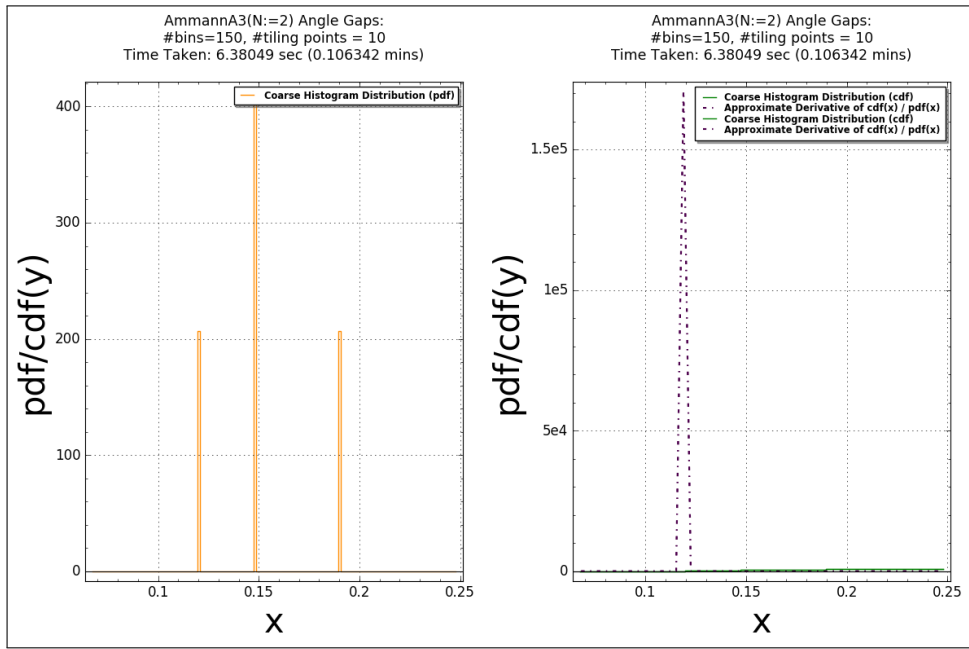 AmmannA3(N:=2) Angle Gaps:
#bins=150, #tiling points = 10
Time Taken: 6.38049 sec (0.106342 mins)
Coarse Histogram Distribution (pdf)
400
300
200
100
0
pdf/cdf(y)
0.1
0.15
0.2
0.25
x
AmmannA3(N:=2) Angle Gaps:
#bins=150, #tiling points = 10
Time Taken: 6.38049 sec (0.106342 mins)
Coarse Histogram Distribution (cdf)
Approximate Derivative of cdf(x) / pdf(x)
Coarse Histogram Distribution (cdf)
Approximate Derivative of cdf(x) / pdf(x)
1.5e5
1e5
5e4
0
pdf/cdf(y)
0.1
0.15
0.2
0.25
x